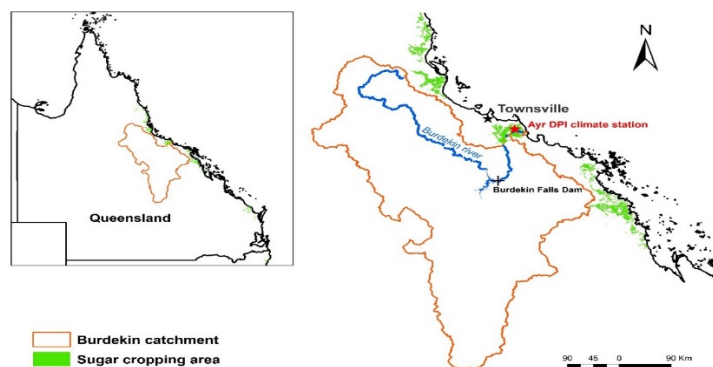 Queensland
Burdekin catchment
Sugar cropping area
N
Townsville
Ayr DPI climate station
Burdekin river
Burdekin Falls Dam
90 45 0 90 Km